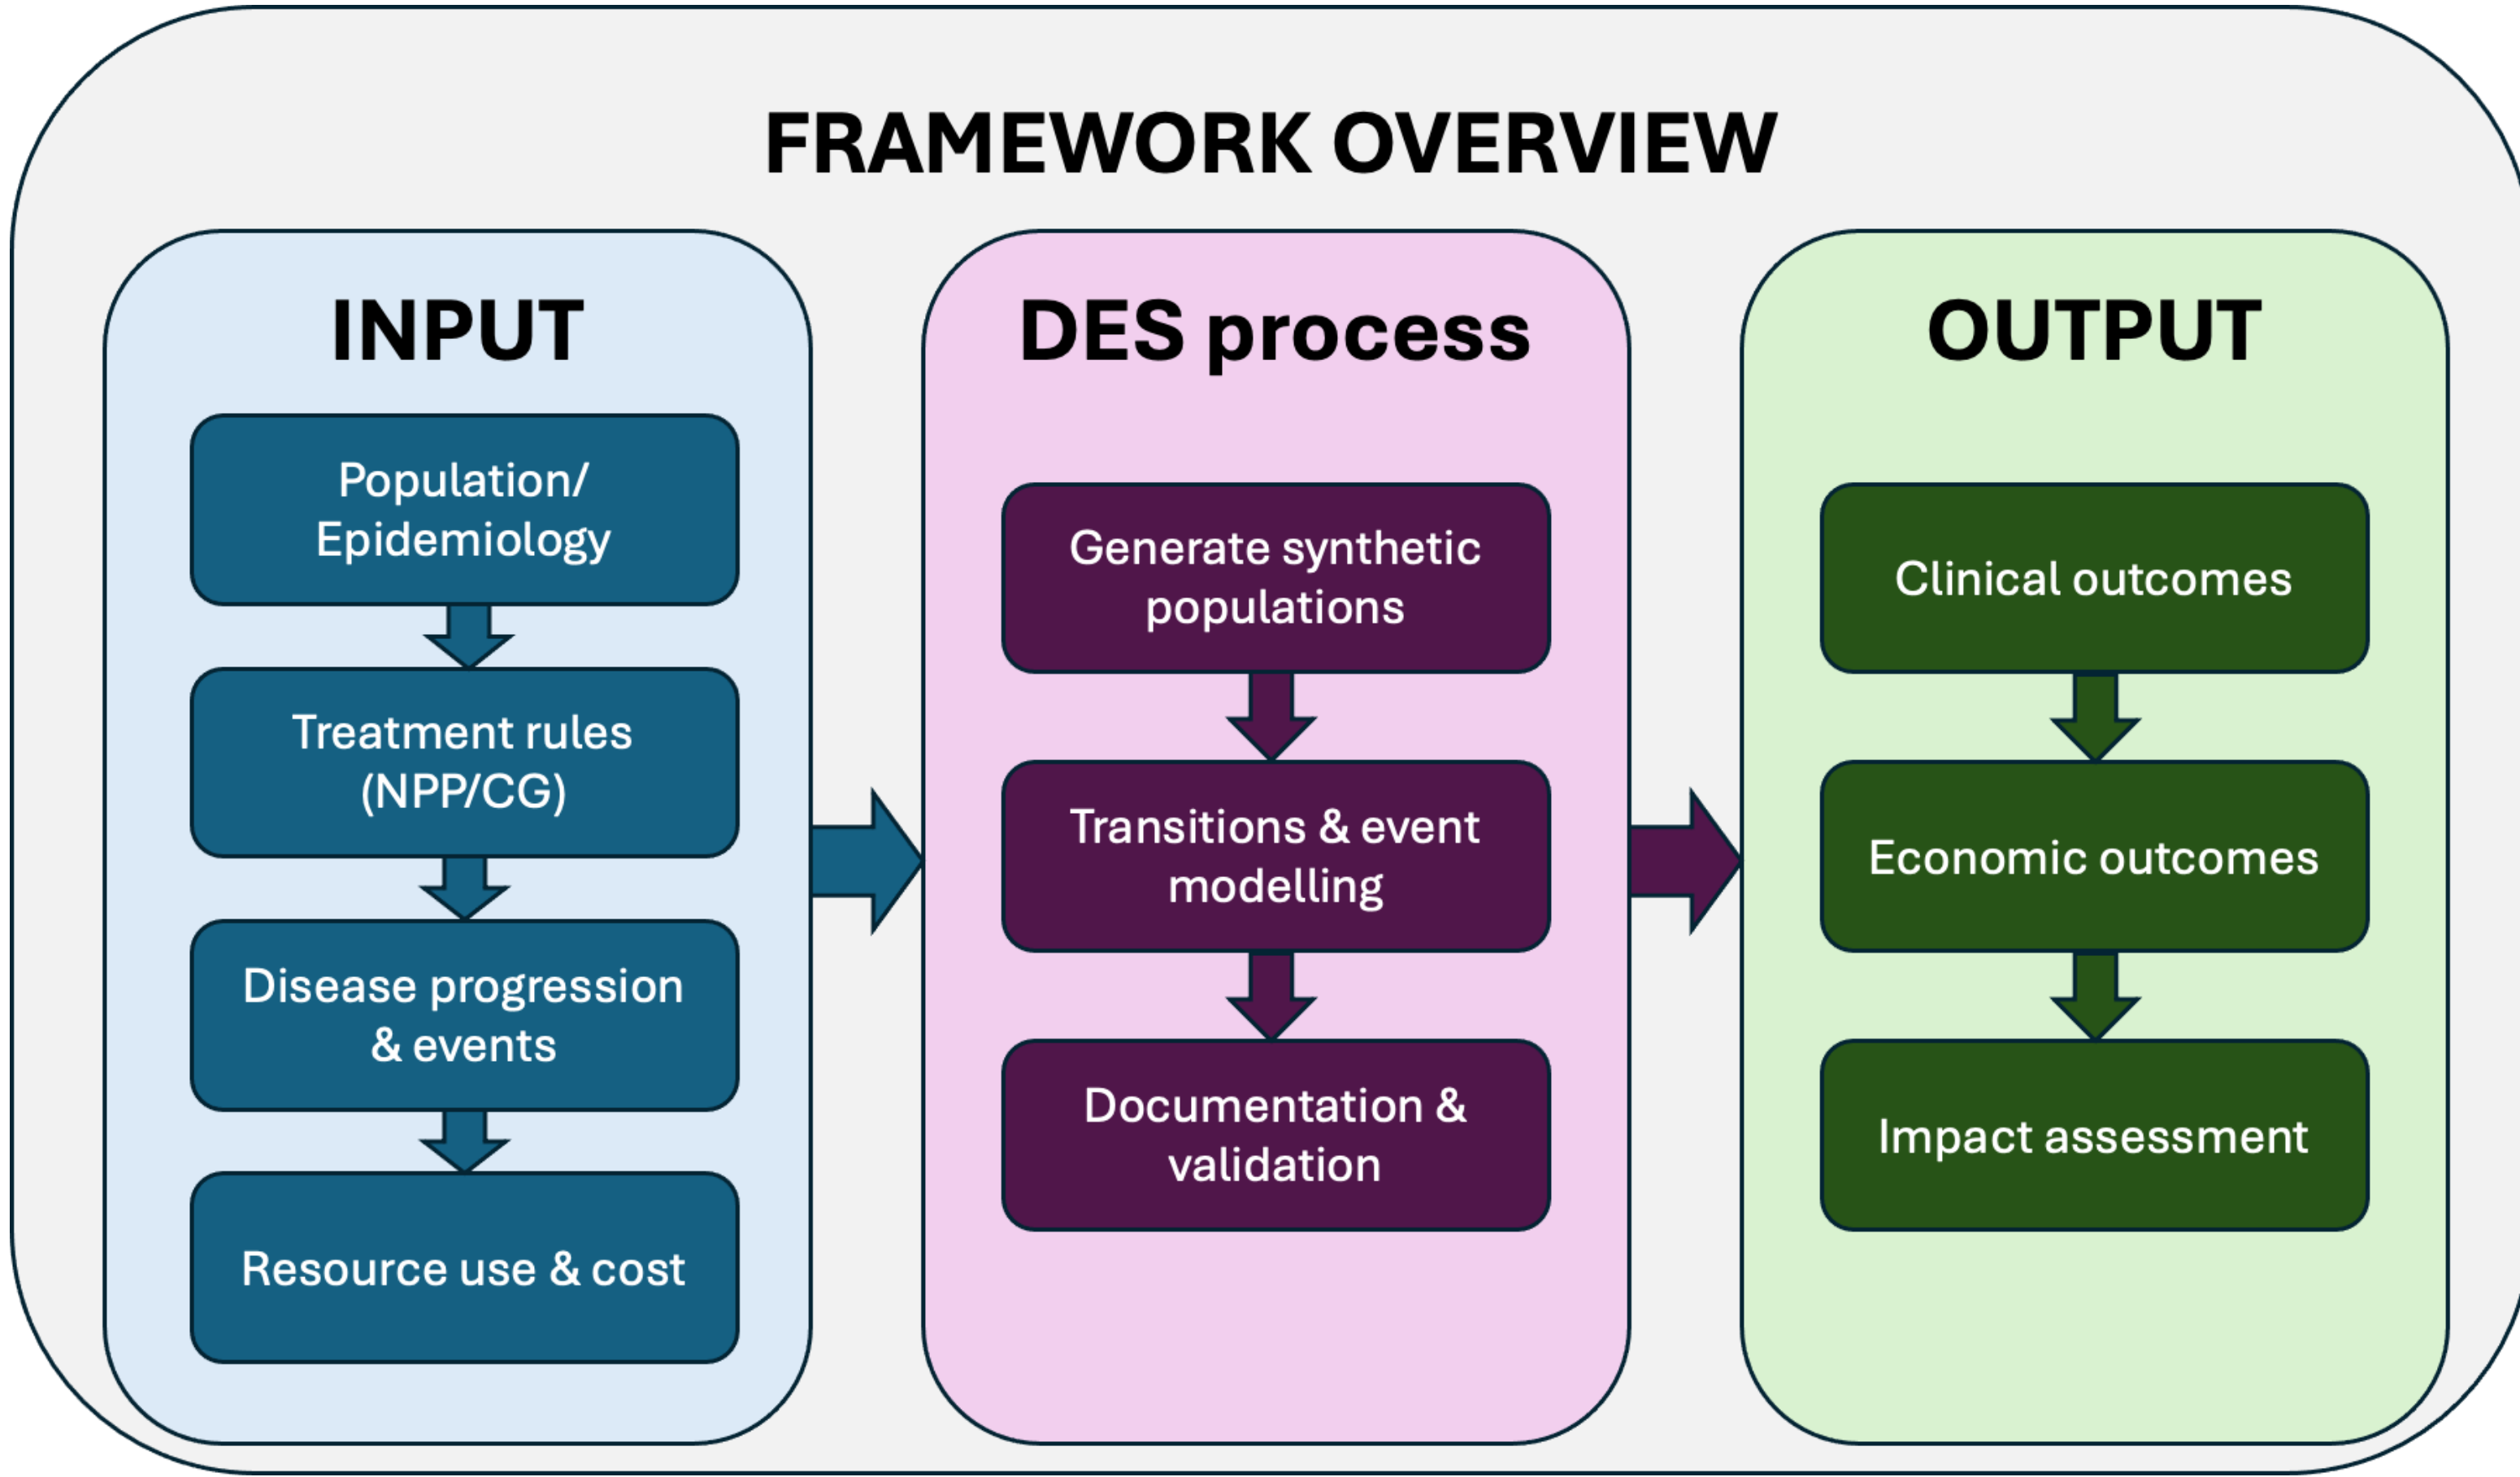 FRAMEWORK OVERVIEW
INPUT
Population/
Epidemiology
Treatment rules
(NPP/CG)
Disease progression
& events
Resource use & cost
DES process
Generate synthetic
populations
Transitions & event
modelling
Documentation &
validation
OUTPUT
Clinical outcomes
Economic outcomes
Impact assessment